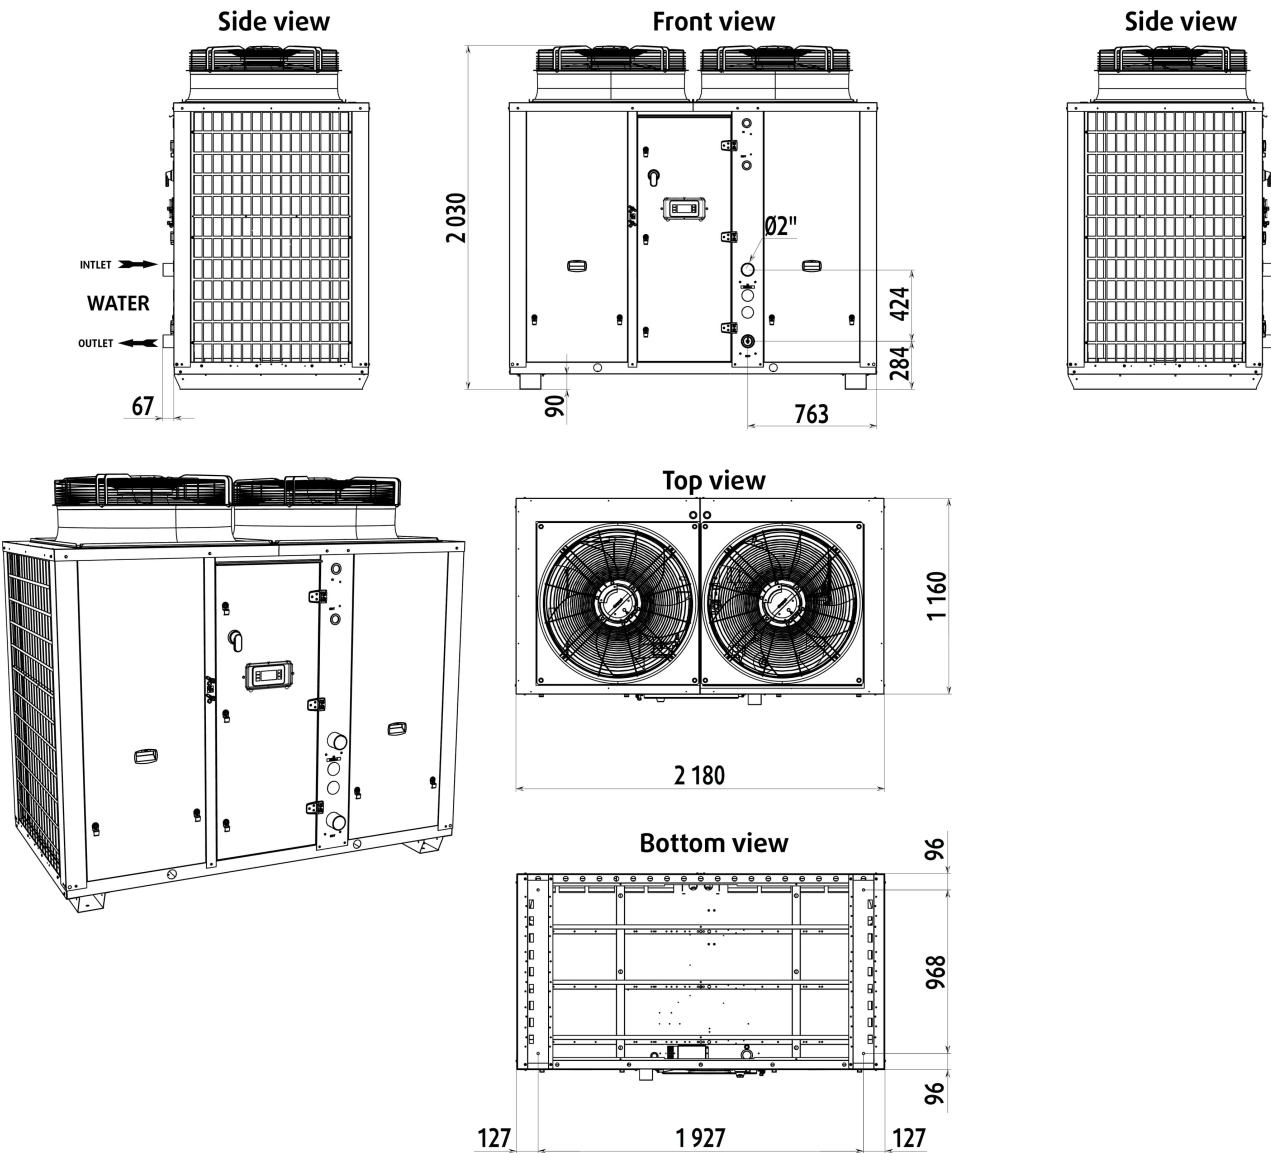 Side view
Front view
Side view
2 030
Ø2"
INTLET
WATER
OUTLET
424
284
67
90
763
Top view
1 160
2 180
Bottom view
96
968
96
127
1 927
127